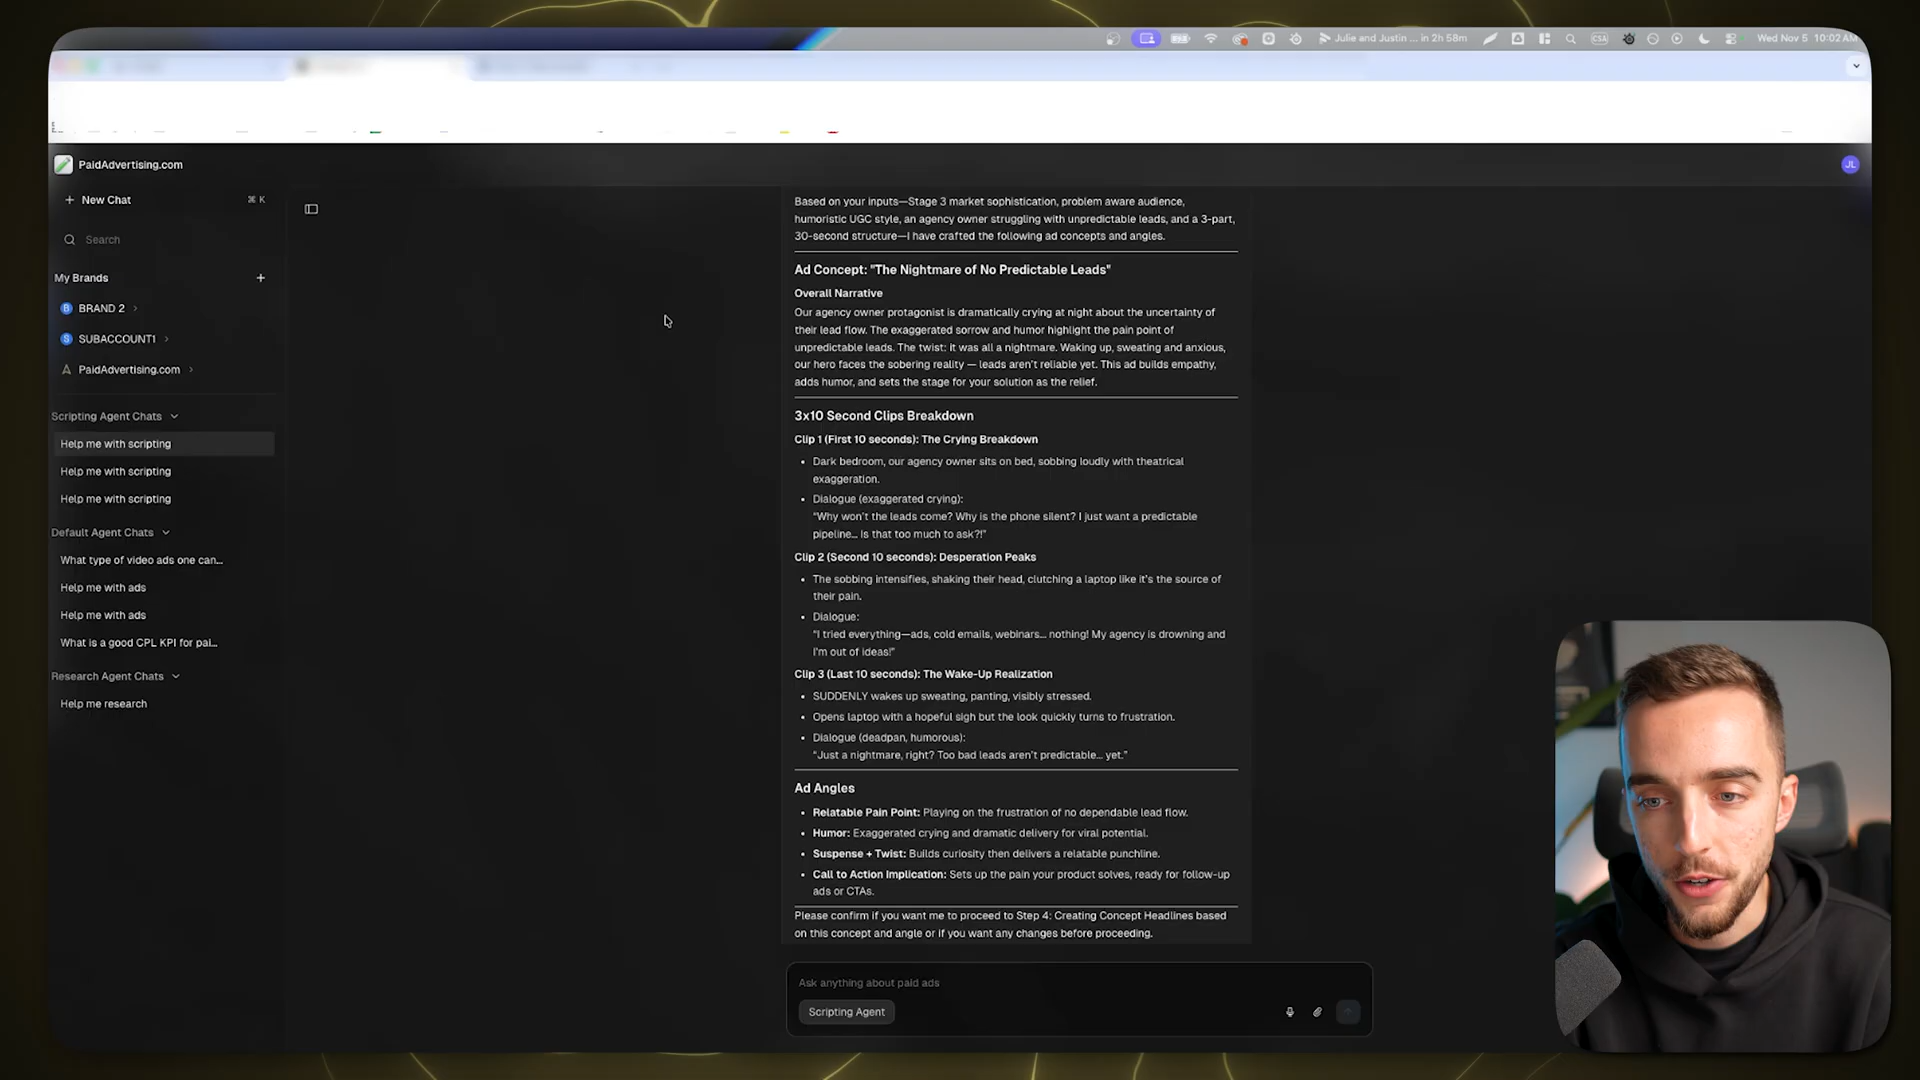 Julie and Justin ... in 2h 58m
Wed Nov 5 10:02 AM
PaidAdvertising.com
JL
New Chat
⌘ K
Search
My Brands
B BRAND 2
S SUBACCOUNT1
PaidAdvertising.com
Scripting Agent Chats
Help me with scripting
Help me with scripting
Help me with scripting
Default Agent Chats
What type of video ads one can...
Help me with ads
Help me with ads
What is a good CPL KPI for pai...
Research Agent Chats
Help me research
Based on your inputs—Stage 3 market sophistication, problem aware audience,
humoristic UGC style, an agency owner struggling with unpredictable leads, and a 3-part,
30-second structure—I have crafted the following ad concepts and angles.
Ad Concept: "The Nightmare of No Predictable Leads"
Overall Narrative
Our agency owner protagonist is dramatically crying at night about the uncertainty of
their lead flow. The exaggerated sorrow and humor highlight the pain point of
unpredictable leads. The twist: it was all a nightmare. Waking up, sweating and anxious,
our hero faces the sobering reality — leads aren't reliable yet. This ad builds empathy,
adds humor, and sets the stage for your solution as the relief.
3x10 Second Clips Breakdown
Clip 1 (First 10 seconds): The Crying Breakdown
• Dark bedroom, our agency owner sits on bed, sobbing loudly with theatrical
exaggeration.
• Dialogue (exaggerated crying):
“Why won't the leads come? Why is the phone silent? I just want a predictable
pipeline... is that too much to ask?!”
Clip 2 (Second 10 seconds): Desperation Peaks
• The sobbing intensifies, shaking their head, clutching a laptop like it's the source of
their pain.
• Dialogue:
“I tried everything—ads, cold emails, webinars... nothing! My agency is drowning and
I'm out of ideas!”
Clip 3 (Last 10 seconds): The Wake-Up Realization
• SUDDENLY wakes up sweating, panting, visibly stressed.
• Opens laptop with a hopeful sigh but the look quickly turns to frustration.
• Dialogue (deadpan, humorous):
“Just a nightmare, right? Too bad leads aren't predictable... yet.”
Ad Angles
• Relatable Pain Point: Playing on the frustration of no dependable lead flow.
• Humor: Exaggerated crying and dramatic delivery for viral potential.
• Suspense + Twist: Builds curiosity then delivers a relatable punchline.
• Call to Action Implication: Sets up the pain your product solves, ready for follow-up
ads or CTAs.
Please confirm if you want me to proceed to Step 4: Creating Concept Headlines based
on this concept and angle or if you want any changes before proceeding.
Ask anything about paid ads
Scripting Agent